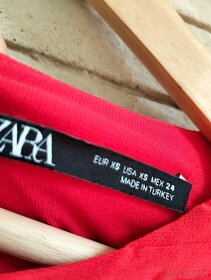 ZARA
EUR XS USA XS MEX 24
MADE IN TURKEY